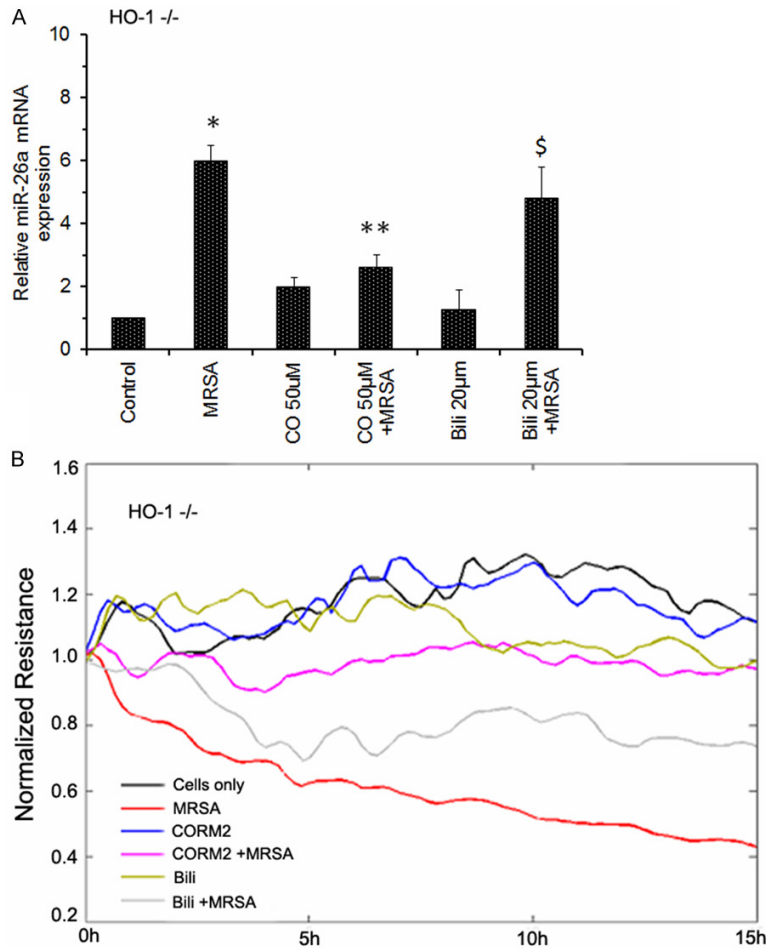 A
HO-1 -/-
Relative miR-26a mRNA
expression
10
8
6
4
2
0
*
**
$
Control
MRSA
CO 50uM
CO 50µM
+MRSA
Bili 20µm
Bili 20µm
+MRSA
B
HO-1 -/-
Normalized Resistance
1.6
1.4
1.2
1.0
0.8
0.6
0.4
0.2
Cells only
MRSA
CORM2
CORM2 +MRSA
Bili
Bili +MRSA
0h
5h
10h
15h